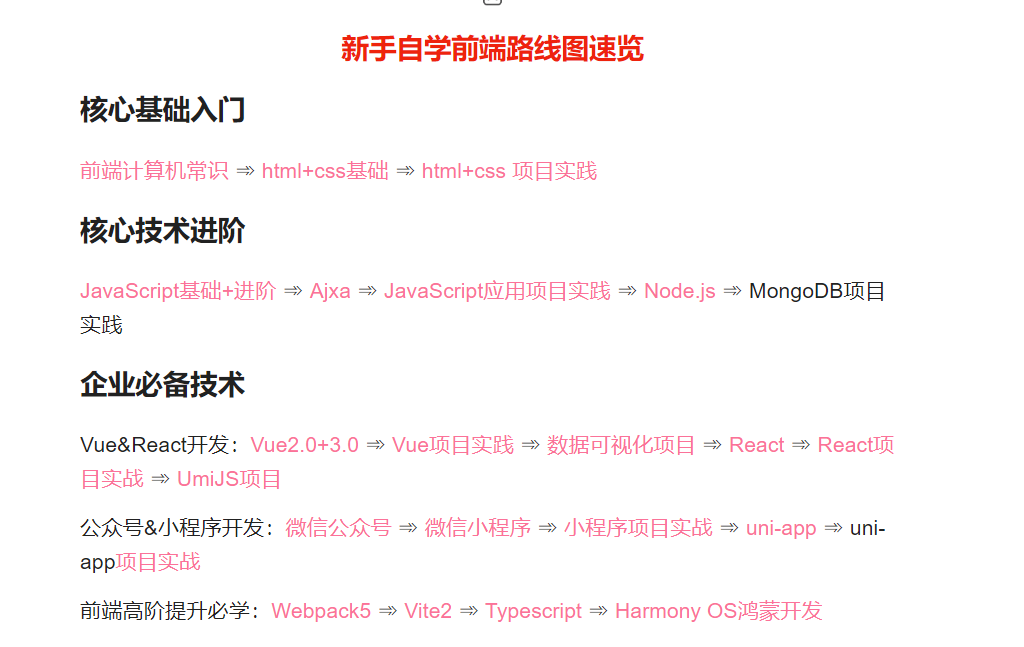 新手自学前端路线图速览
核心基础入门
前端计算机常识 ⇒ html+css基础 ⇒ html+css 项目实践
核心技术进阶
JavaScript基础+进阶 ⇒ Ajxa ⇒ JavaScript应用项目实践 ⇒ Node.js ⇒ MongoDB项目
实践
企业必备技术
Vue&React开发：Vue2.0+3.0 ⇒ Vue项目实践 ⇒ 数据可视化项目 ⇒ React ⇒ React项
目实战 ⇒ UmiJS项目
公众号&小程序开发：微信公众号 ⇒ 微信小程序 ⇒ 小程序项目实战 ⇒ uni-app ⇒ uni-
app项目实战
前端高阶提升必学：Webpack5 ⇒ Vite2 ⇒ Typescript ⇒ Harmony OS鸿蒙开发